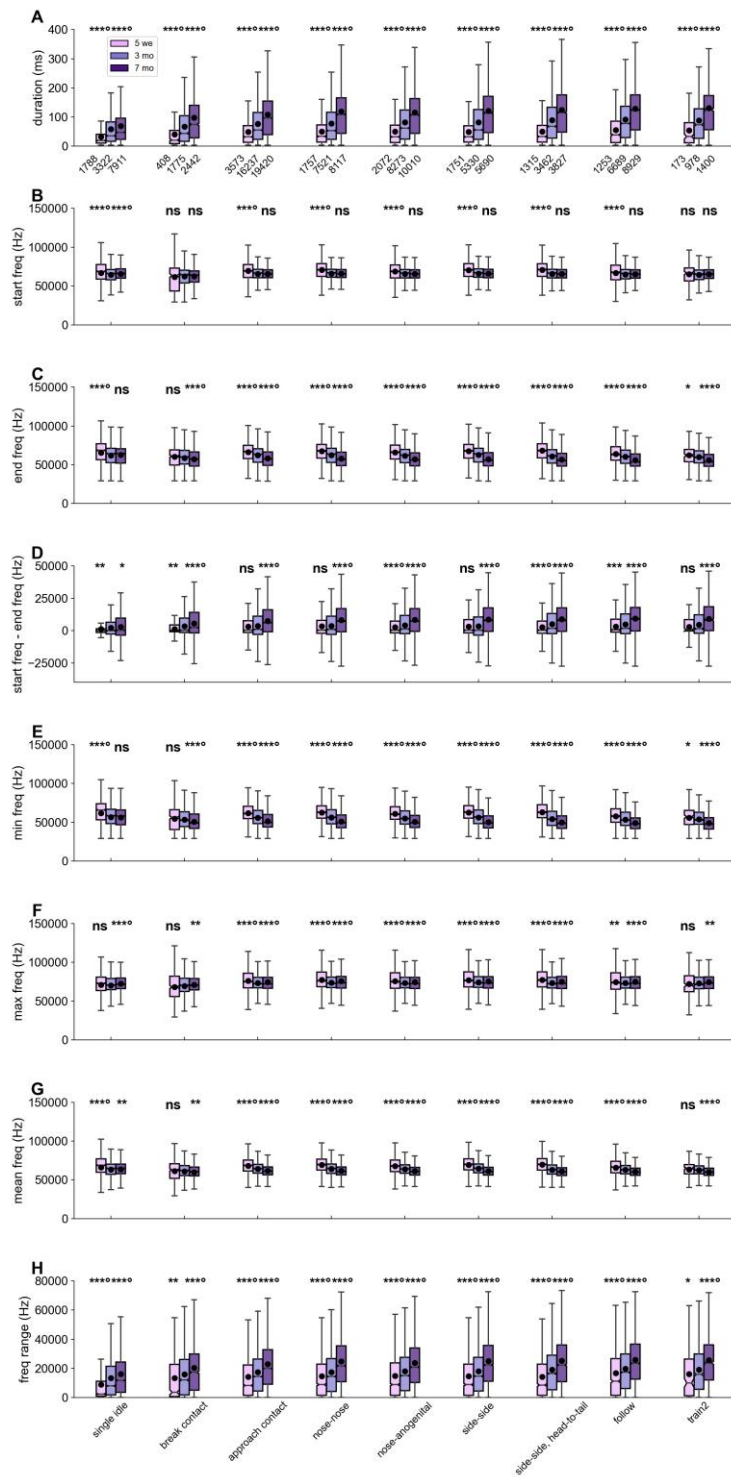 A
***° ***° ***° ***° ***° ***° ***° ***° ***° ***° ***° ***° ***° ***° ***° ***° ***° ***°
5 we
3 mo
7 mo
duration (ms)
400
300
200
100
0
1788 3322 7911 408 1775 2442 3573 16237 19420 1757 7521 8117 2072 8273 10010 1751 5330 5690 1315 3462 3827 1253 6689 8929 173 978 1400
B
***° ***° ns ns ***° ns ***° ns ***° ns ***° ns ***° ns ***° ns ns ns
start freq (Hz)
150000
100000
50000
0
C
***° ns ns ***° ***° ***° ***° ***° ***° ***° ***° ***° ***° ***° ***° ***° * ***°
end freq (Hz)
150000
100000
50000
0
D
** * ** ***° ns ***° ns ***° ***° ***° ns ***° ***° ***° *** ***° ns ***°
start freq - end freq (Hz)
50000
25000
0
−25000
E
***° ns ns ***° ***° ***° ***° ***° ***° ***° ***° ***° ***° ***° ***° ***° * ***°
min freq (Hz)
150000
100000
50000
0
F
ns ***° ns ** ***° ***° ***° ***° ***° ***° ***° ***° ***° ***° ** ***° ns **
max freq (Hz)
150000
100000
50000
0
G
***° ** ns ** ***° ***° ***° ***° ***° ***° ***° ***° ***° ***° ***° ***° ns ***°
mean freq (Hz)
150000
100000
50000
0
H
***° ***° ** ***° ***° ***° ***° ***° ***° ***° ***° ***° ***° ***° ***° ***° * ***°
freq range (Hz)
80000
60000
40000
20000
0
single idle
break contact
approach contact
nose-nose
nose-anogenital
side-side
side-side, head-to-tail
follow
train2